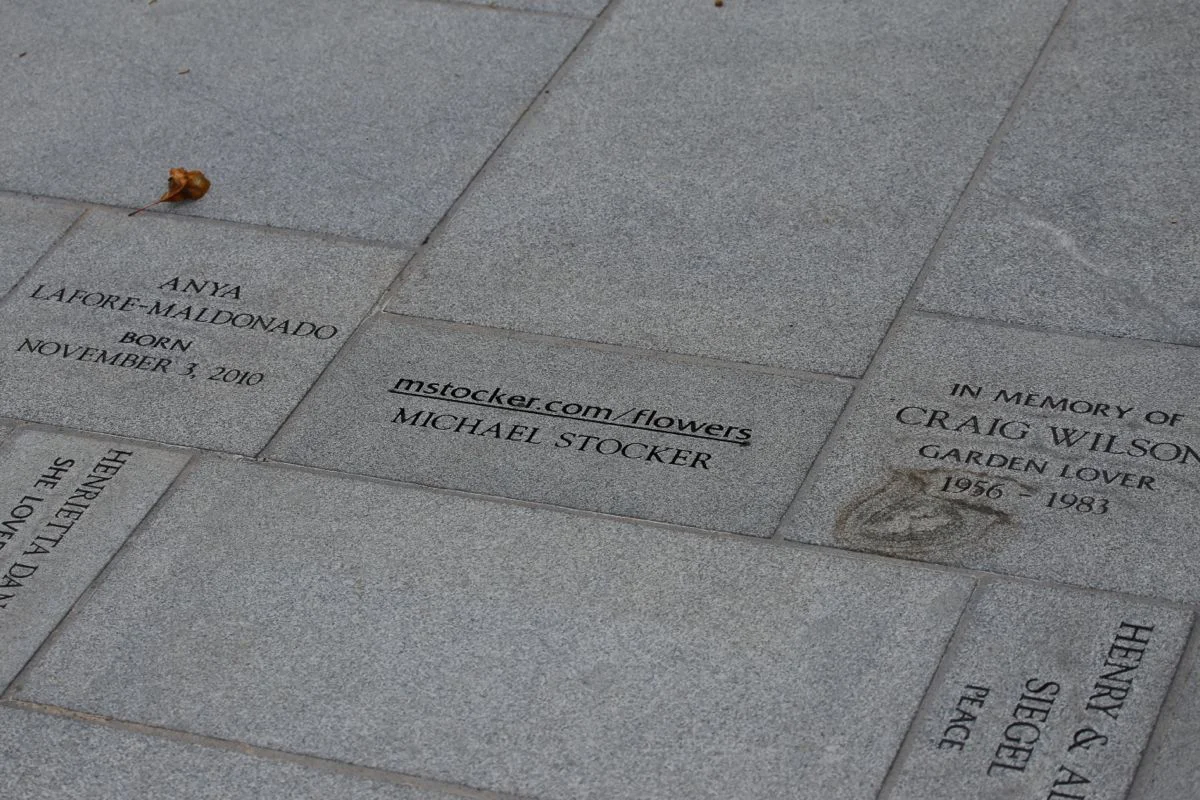 ANYA
LAFORE-MALDONADO
BORN
NOVEMBER 3, 2010
mstocker.com/flowers
MICHAEL STOCKER
IN MEMORY OF
CRAIG WILSON
GARDEN LOVER
1956 - 1983
HENRIETTA
SHE
HENRY &
SIEGEL
PEACE